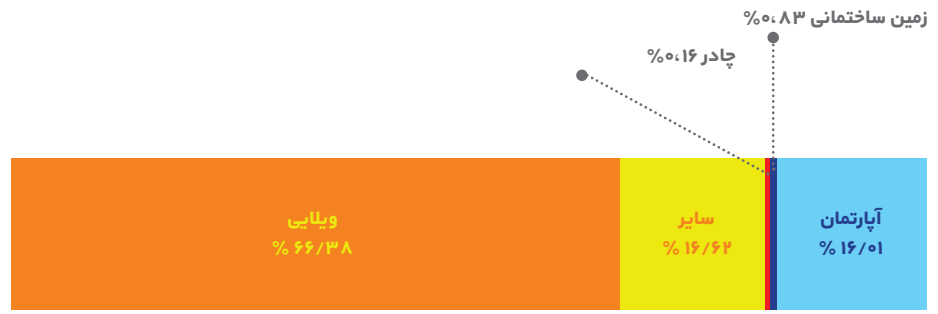 زمین ساختمانی ۰،۸۳%
چادر ۰،۱۶%
آپارتمان
۱۶/۰۱ %
سایر
۱۶/۶۲ %
ویلایی
۶۶/۳۸ %